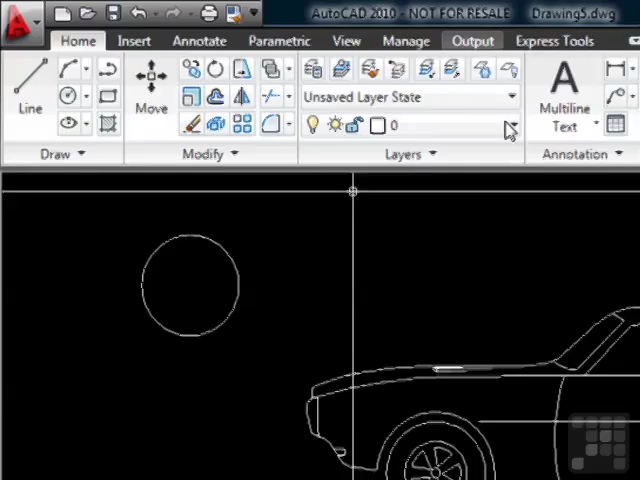 AutoCAD 2010 - NOT FOR RESALE Drawing5.dwg
Home Insert Annotate Parametric View Manage Output Express Tools
Line
Move
Unsaved Layer State
0
Multiline
Text
Draw Modify Layers Annotation